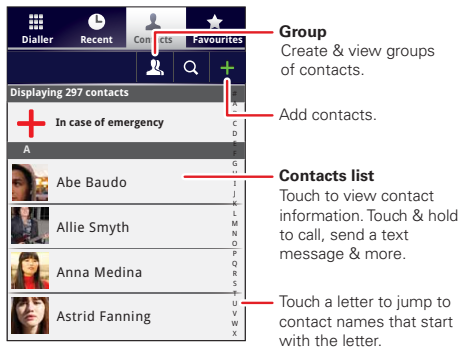 Dialler Recent Contacts Favourites
Displaying 297 contacts
In case of emergency
A
Abe Baudo
Allie Smyth
Anna Medina
Astrid Fanning
#
A
C
D
E
F
G
I
J
K
L
M
N
O
P
Q
R
S
T
U
V
W
X
Group
Create & view groups
of contacts.
Add contacts.
Contacts list
Touch to view contact
information. Touch & hold
to call, send a text
message & more.
Touch a letter to jump to
contact names that start
with the letter.